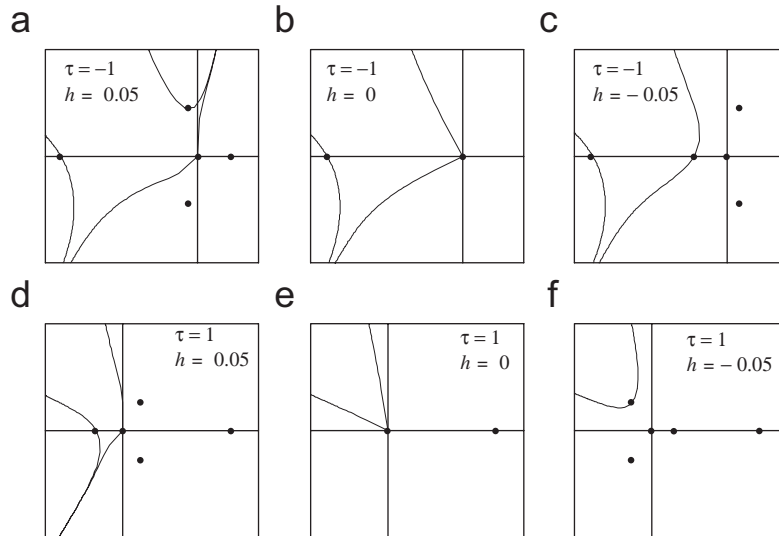 a
τ = −1
h = 0.05
b
τ = −1
h = 0
c
τ = −1
h = − 0.05
d
τ = 1
h = 0.05
e
τ = 1
h = 0
f
τ = 1
h = − 0.05